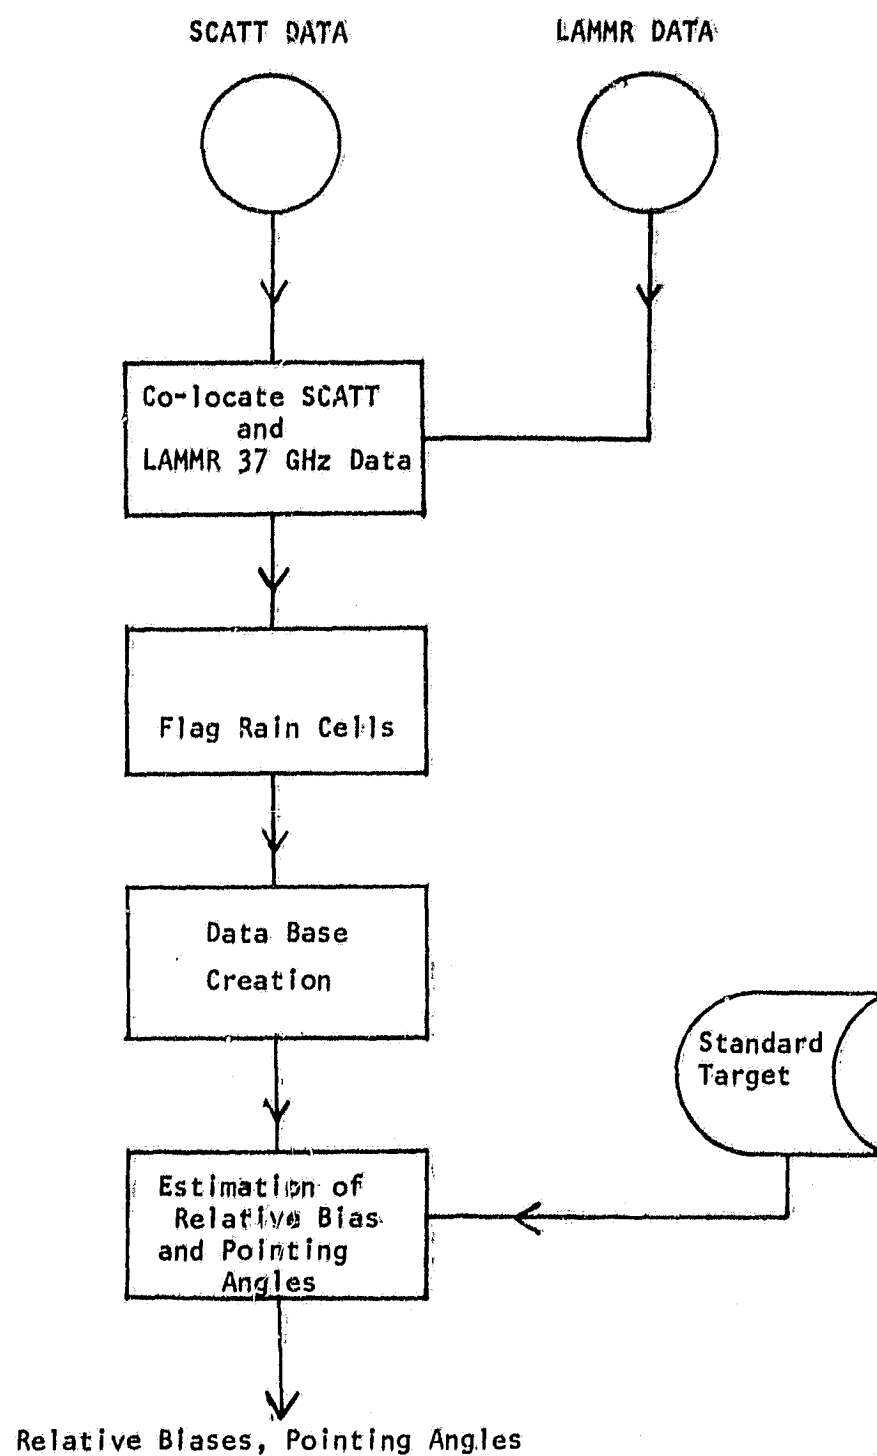 SCATT DATA
LAMMR DATA
Co-locate SCATT
and
LAMMR 37 GHz Data
Flag Rain Cells
Data Base
Creation
Standard
Target
Estimation of
Relative Bias
and Pointing
Angles
Relative Biases, Pointing Angles